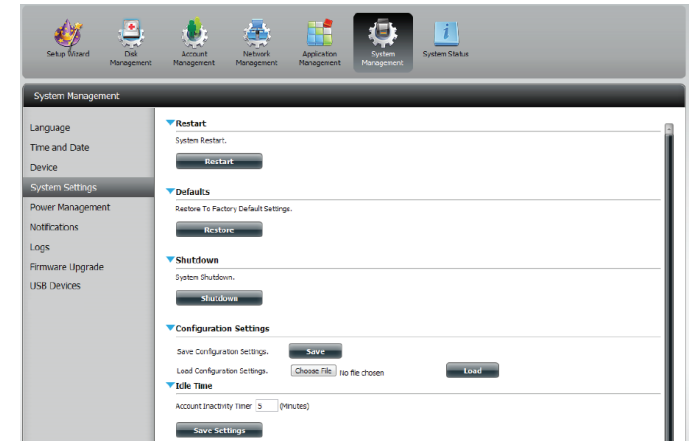 Setup Wizard
Disk Management
Account Management
Network Management
Application Management
System Management
System Status
System Management
Language
Time and Date
Device
System Settings
Power Management
Notifications
Logs
Firmware Upgrade
USB Devices
Restart
System Restart.
Restart
Defaults
Restore To Factory Default Settings.
Restore
Shutdown
System Shutdown.
Shutdown
Configuration Settings
Save Configuration Settings. Save
Load Configuration Settings. Choose File No file chosen Load
Idle Time
Account Inactivity Timer 5 (Minutes)
Save Settings